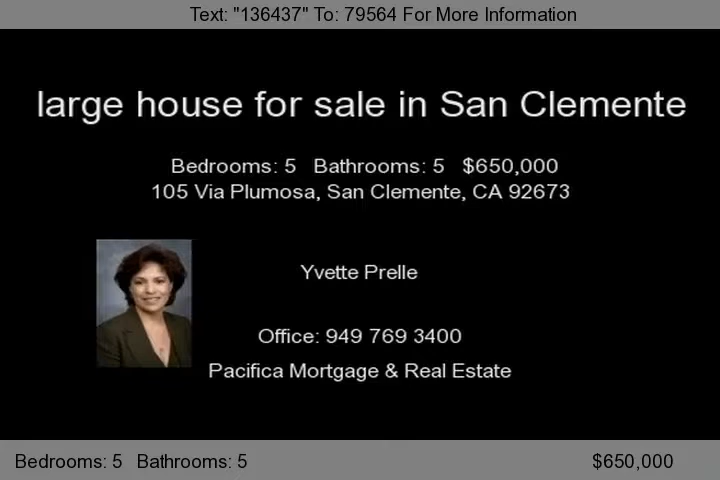 Text: "136437" To: 79564 For More Information
large house for sale in San Clemente
Bedrooms: 5 Bathrooms: 5 $650,000
105 Via Plumosa, San Clemente, CA 92673
Yvette Prelle
Office: 949 769 3400
Pacifica Mortgage & Real Estate
Bedrooms: 5 Bathrooms: 5 $650,000